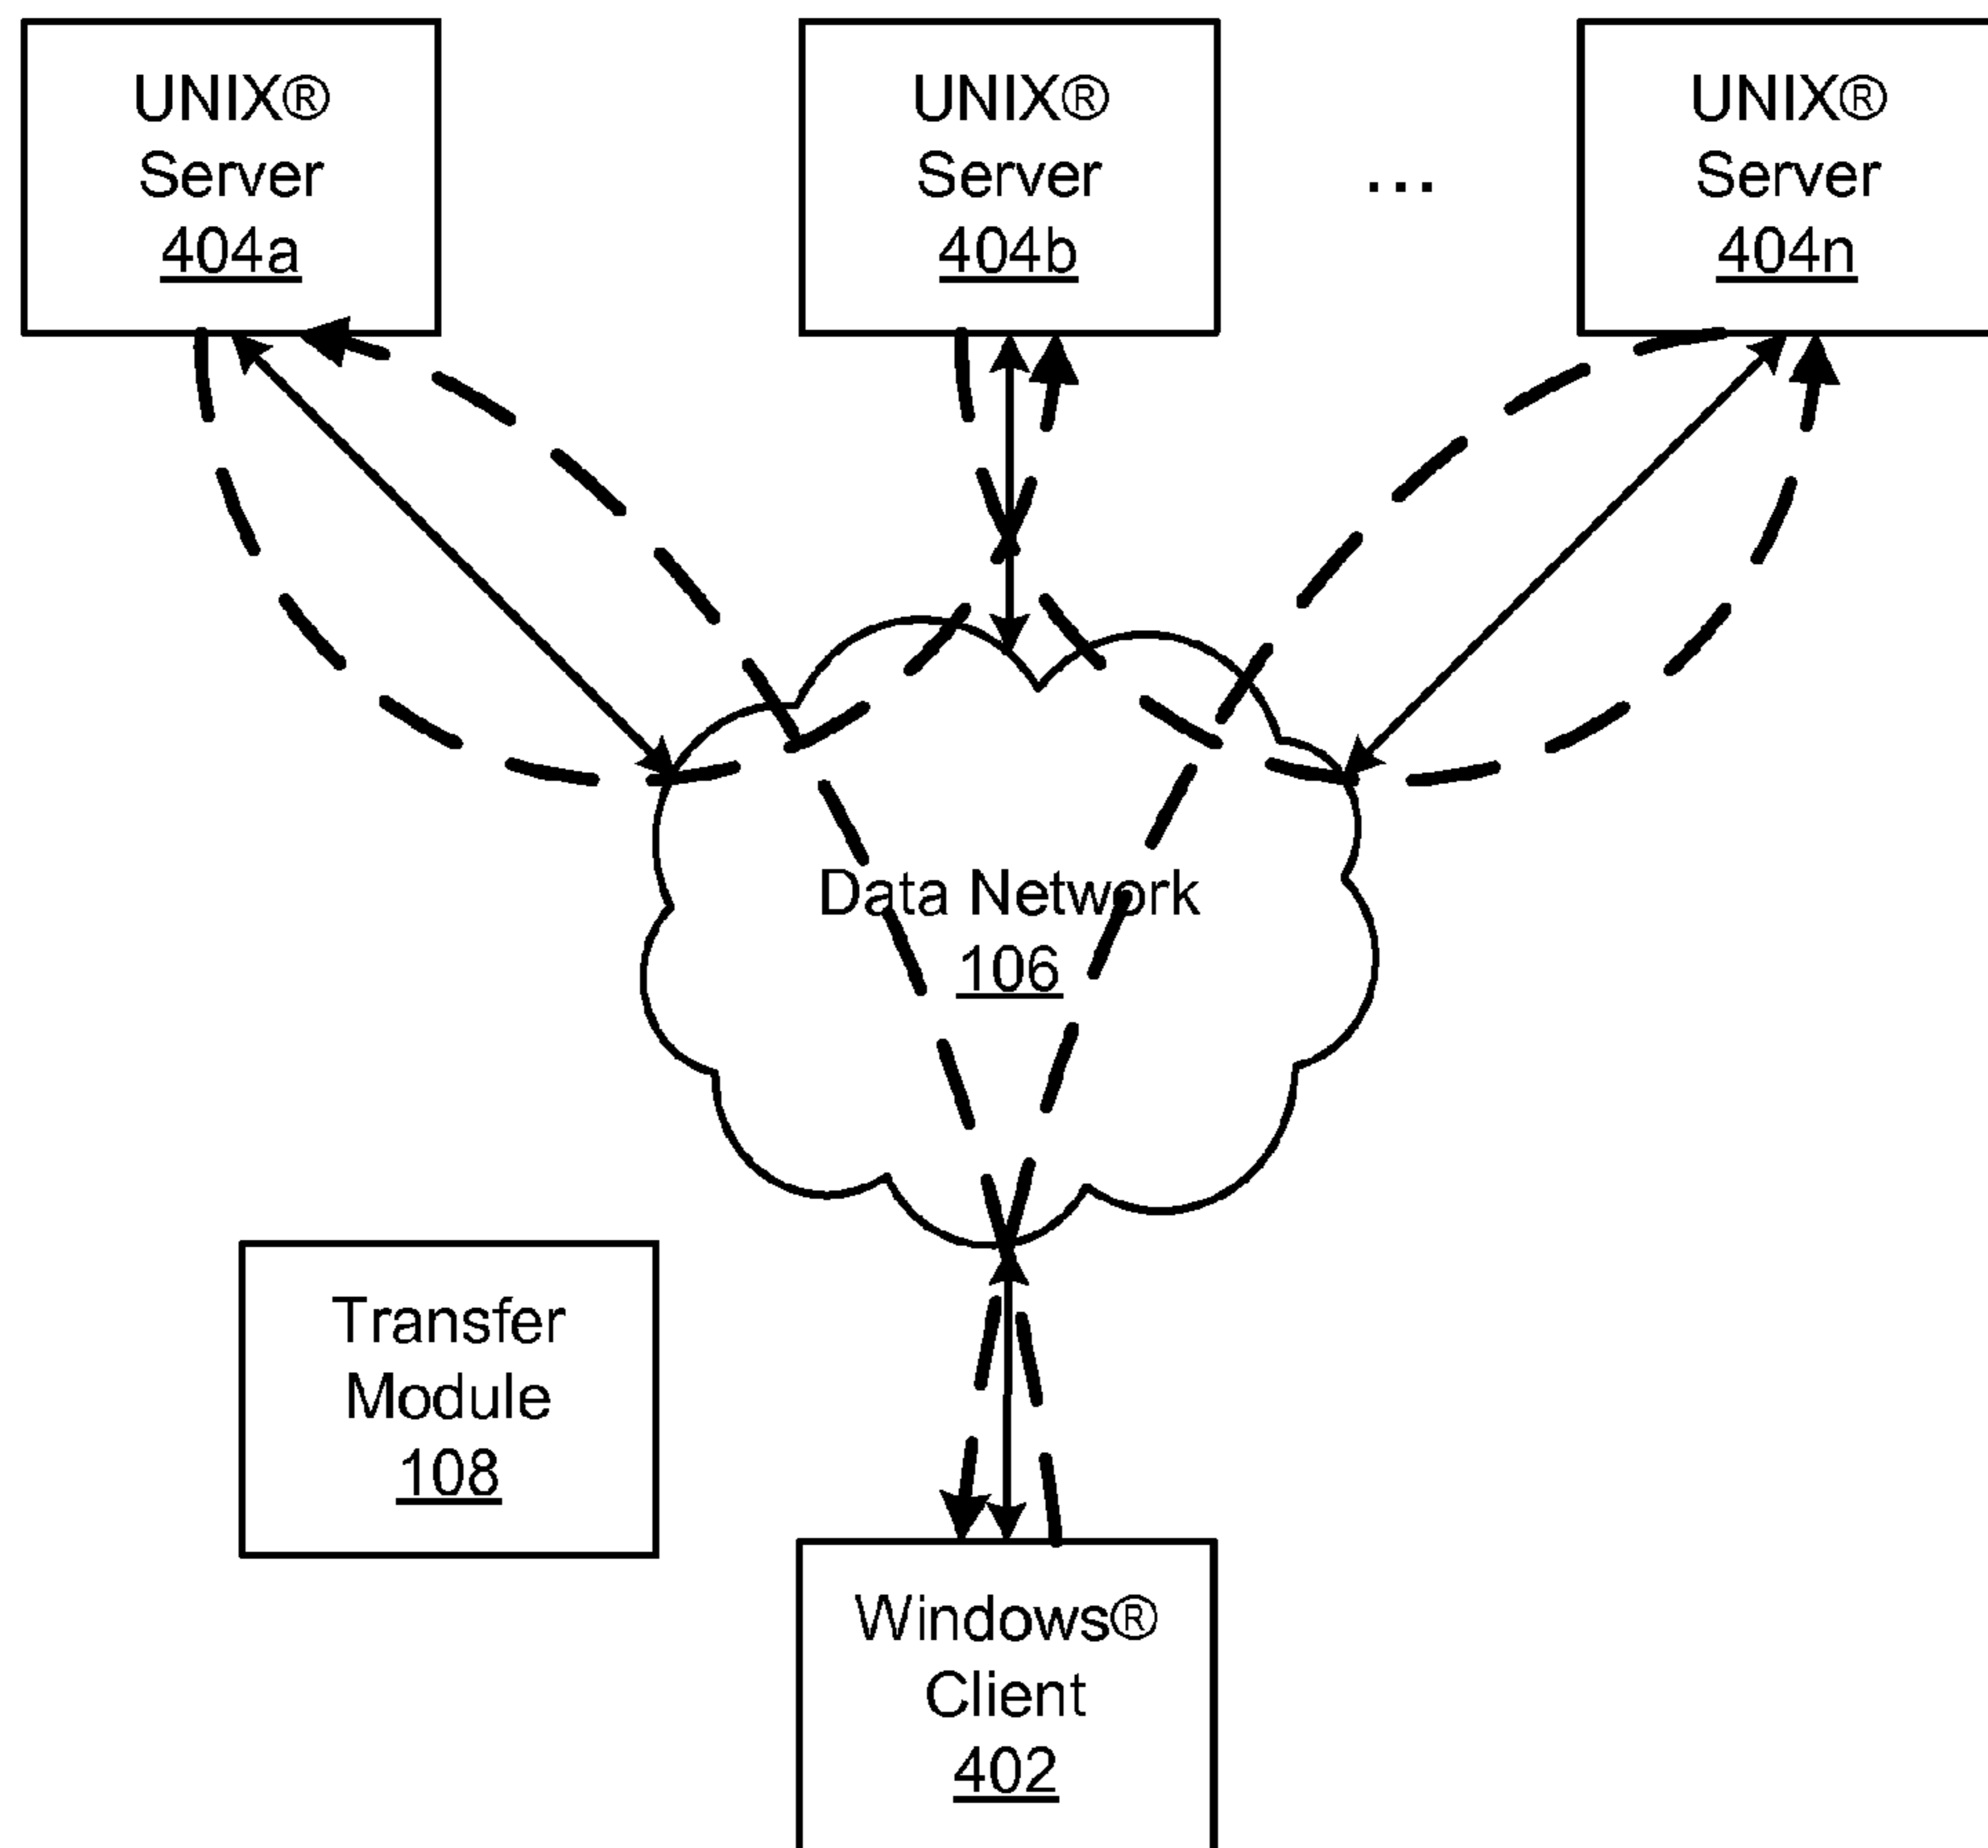 UNIX®
Server
404a
UNIX®
Server
404b
...
UNIX®
Server
404n
Data Network
106
Transfer
Module
108
Windows®
Client
402